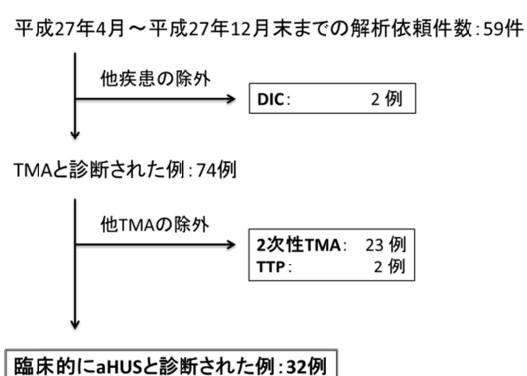 平成27年4月～平成27年12月末までの解析依頼件数:59件
他疾患の除外
DIC: 2 例
TMAと診断された例:74例
他TMAの除外
2次性TMA: 23 例
TTP: 2 例
臨床的にaHUSと診断された例:32例